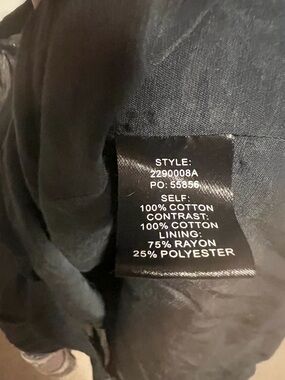 STYLE:
2290008A
PO: 55856
SELF:
100% COTTON
CONTRAST:
100% COTTON
LINING:
75% RAYON
25% POLYESTER